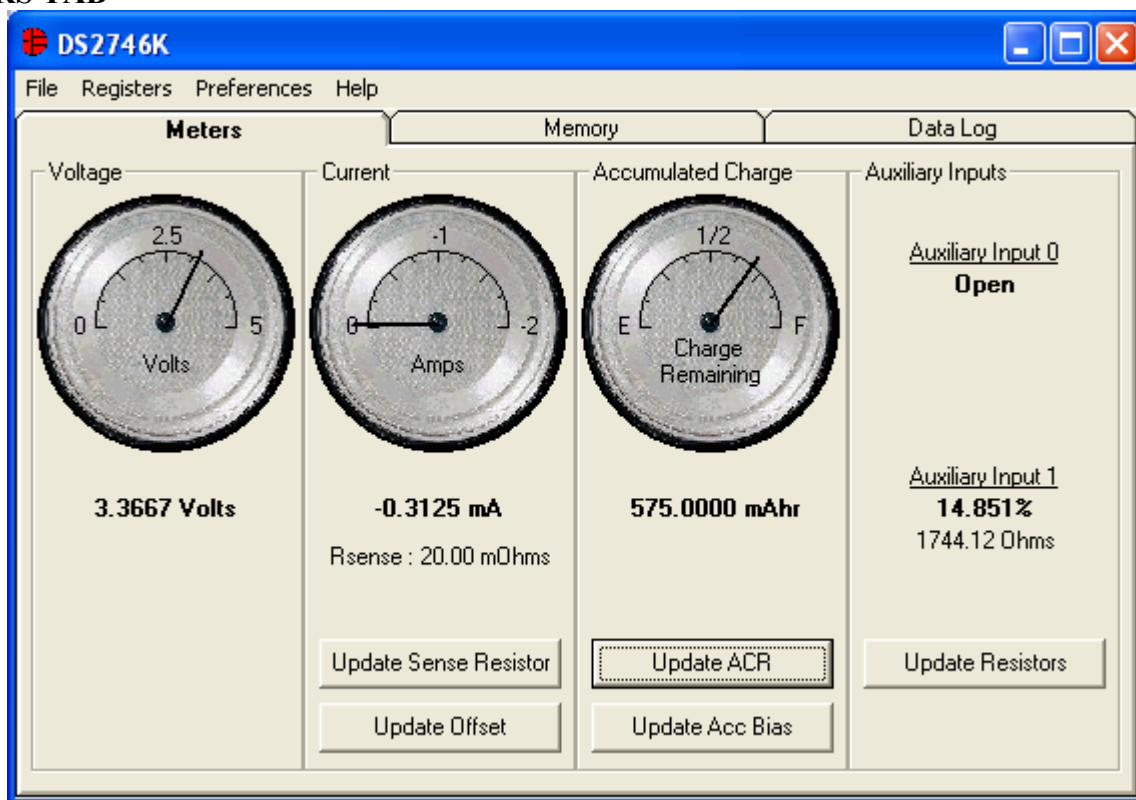 RS TAB
DS2746K
File Registers Preferences Help
Meters Memory Data Log
Voltage
2.5
0 5
Volts
3.3667 Volts
Current
-1
0 -2
Amps
-0.3125 mA
Rsense : 20.00 mOhms
Update Sense Resistor
Update Offset
Accumulated Charge
1/2
E F
Charge
Remaining
575.0000 mAhr
Update ACR
Update Acc Bias
Auxiliary Inputs
Auxiliary Input 0
Open
Auxiliary Input 1
14.851%
1744.12 Ohms
Update Resistors